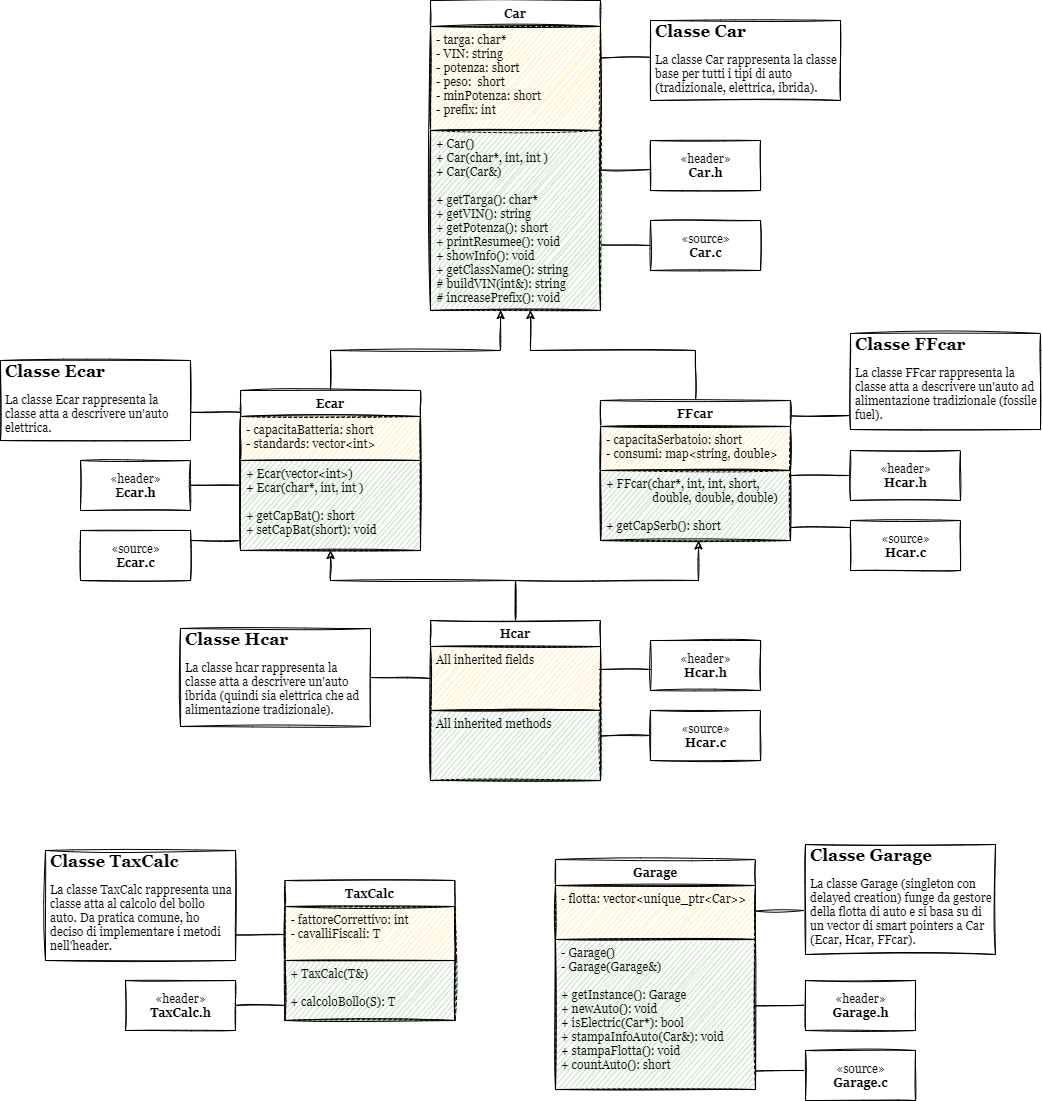 Car
- targa: char*
- VIN: string
- potenza: short
- peso:  short
- minPotenza: short
- prefix: int
+ Car()
+ Car(char*, int, int )
+ Car(Car&)
+ getTarga(): char*
+ getVIN(): string
+ getPotenza(): short
+ printResumee(): void
+ showInfo(): void
+ getClassName(): string
# buildVIN(int&): string
# increasePrefix(): void
Classe Car
La classe Car rappresenta la classe
base per tutti i tipi di auto
(tradizionale, elettrica, ibrida).
«header»
Car.h
«source»
Car.c
Classe Ecar
La classe Ecar rappresenta la
classe atta a descrivere un'auto
elettrica.
«header»
Ecar.h
«source»
Ecar.c
Ecar
- capacitaBatteria: short
- standards: vector<int>
+ Ecar(vector<int>)
+ Ecar(char*, int, int )
+ getCapBat(): short
+ setCapBat(short): void
FFcar
- capacitaSerbatoio: short
- consumi: map<string, double>
+ FFcar(char*, int, int, short,
double, double, double)
+ getCapSerb(): short
Classe FFcar
La classe FFcar rappresenta la
classe atta a descrivere un'auto ad
alimentazione tradizionale (fossile
fuel).
«header»
Hcar.h
«source»
Hcar.c
Classe Hcar
La classe hcar rappresenta la
classe atta a descrivere un'auto
ibrida (quindi sia elettrica che ad
alimentazione tradizionale).
Hcar
All inherited fields
All inherited methods
«header»
Hcar.h
«source»
Hcar.c
Classe TaxCalc
La classe TaxCalc rappresenta una
classe atta al calcolo del bollo
auto. Da pratica comune, ho
deciso di implementare i metodi
nell'header.
«header»
TaxCalc.h
TaxCalc
- fattoreCorrettivo: int
- cavalliFiscali: T
+ TaxCalc(T&)
+ calcoloBollo(S): T
Garage
- flotta: vector<unique_ptr<Car>>
- Garage()
- Garage(Garage&)
+ getInstance(): Garage
+ newAuto(): void
+ isElectric(Car*): bool
+ stampaInfoAuto(Car&): void
+ stampaFlotta(): void
+ countAuto(): short
Classe Garage
La classe Garage (singleton con
delayed creation) funge da gestore
della flotta di auto e si basa su di
un vector di smart pointers a Car
(Ecar, Hcar, FFcar).
«header»
Garage.h
«source»
Garage.c